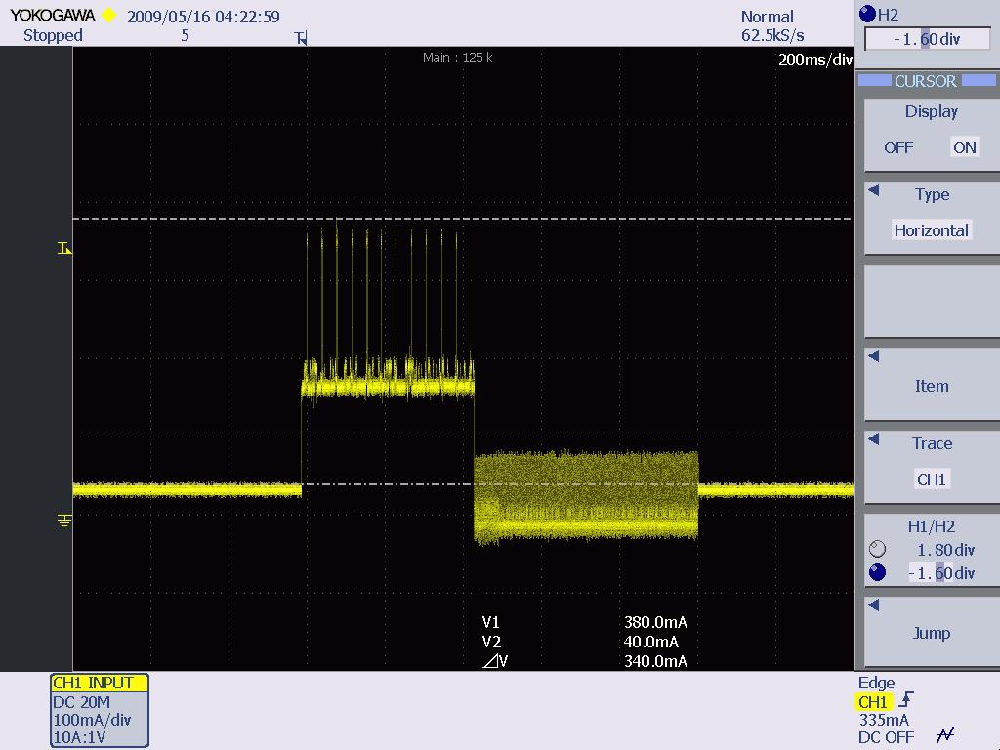 YOKOGAWA 2009/05/16 04:22:59
Stopped 5
Normal
62.5kS/s
Main : 125 k
200ms/div
H2
-1.60div
CURSOR
Display
OFF ON
Type
Horizontal
Item
Trace
CH1
H1/H2
1.80div
-1.60div
Jump
V1 380.0mA
V2 40.0mA
⊿V 340.0mA
CH1 INPUT
DC 20M
100mA/div
10A:1V
Edge
CH1
335mA
DC OFF